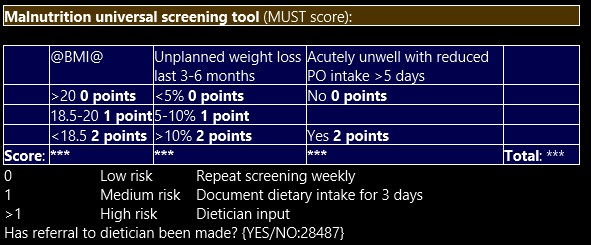 Malnutrition universal screening tool (MUST score):
@BMI@ Unplanned weight loss last 3-6 months Acutely unwell with reduced PO intake >5 days
>20 0 points <5% 0 points No 0 points
18.5-20 1 point 5-10% 1 point
<18.5 2 points >10% 2 points Yes 2 points
Score: *** *** *** Total: ***
0 Low risk Repeat screening weekly
1 Medium risk Document dietary intake for 3 days
>1 High risk Dietician input
Has referral to dietician been made? {YES/NO:28487}